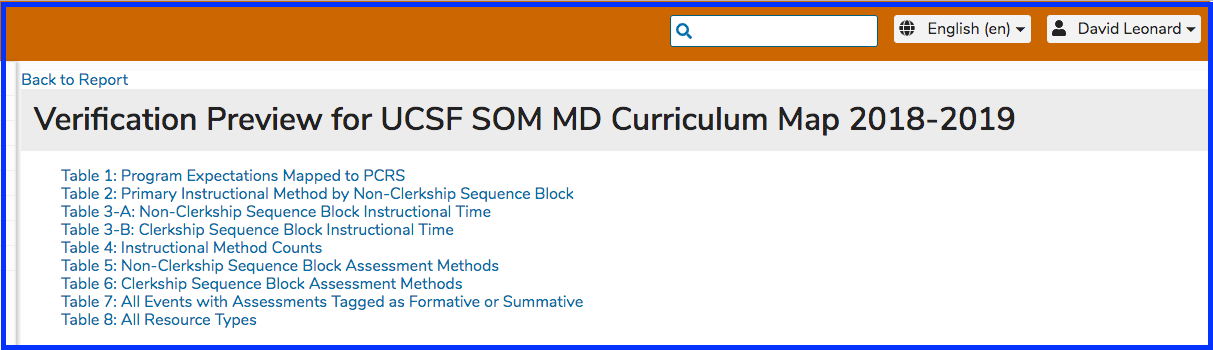 English (en)
David Leonard
Back to Report
Verification Preview for UCSF SOM MD Curriculum Map 2018-2019
Table 1: Program Expectations Mapped to PCRS
Table 2: Primary Instructional Method by Non-Clerkship Sequence Block
Table 3-A: Non-Clerkship Sequence Block Instructional Time
Table 3-B: Clerkship Sequence Block Instructional Time
Table 4: Instructional Method Counts
Table 5: Non-Clerkship Sequence Block Assessment Methods
Table 6: Clerkship Sequence Block Assessment Methods
Table 7: All Events with Assessments Tagged as Formative or Summative
Table 8: All Resource Types